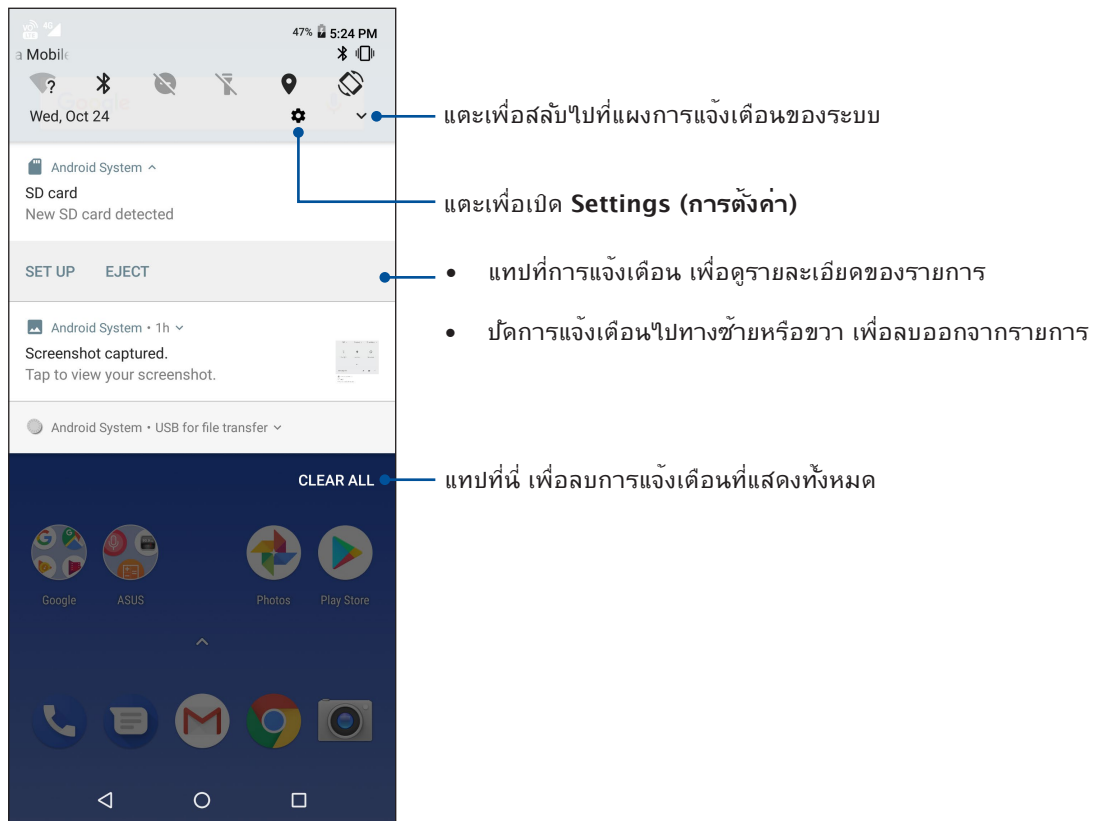 47% 5:24 PM
a Mobile
Google
Wed, Oct 24
แตะเพื่อสลับไปที่แผงการแจ้งเตือนของระบบ
Android System
SD card
New SD card detected
แตะเพื่อเปิด Settings (การตั้งค่า)
SET UP EJECT
• แทปที่การแจ้งเตือน เพื่อดูรายละเอียดของรายการ
• ปัดการแจ้งเตือนไปทางซ้ายหรือขวา เพื่อลบออกจากรายการ
Android System • 1h
Screenshot captured.
Tap to view your screenshot.
Android System • USB for file transfer
CLEAR ALL
แทปที่นี่ เพื่อลบการแจ้งเตือนที่แสดงทั้งหมด
Google ASUS Photos Play Store